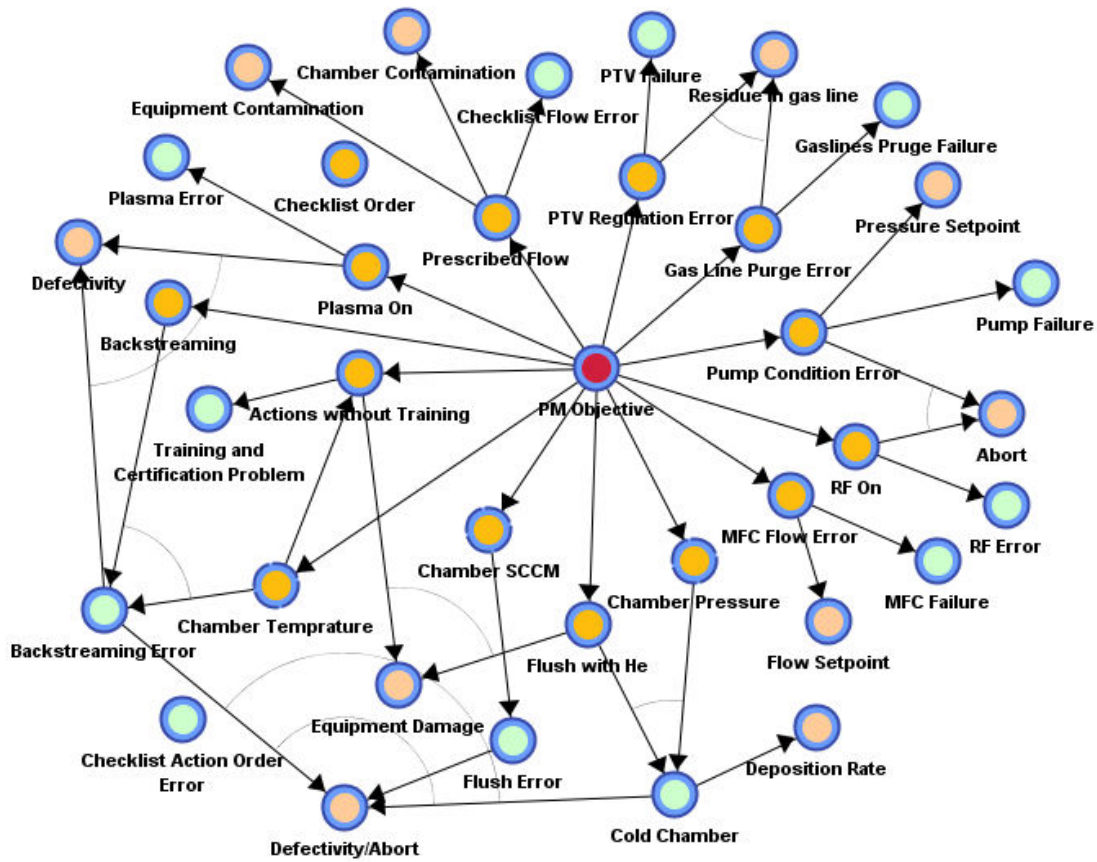 Chamber Contamination
PTV Failure
Residue in gas line
Equipment Contamination
Checklist Flow Error
Gaslines Pruge Failure
Plasma Error
Checklist Order
PTV Regulation Error
Pressure Setpoint
Prescribed Flow
Gas Line Purge Error
Defectivity
Plasma On
Pump Failure
Backstreaming
Pump Condition Error
Actions without Training
PM Objective
Training and
Certification Problem
Abort
RF On
MFC Flow Error
RF Error
Chamber SCCM
Chamber Pressure
MFC Failure
Chamber Temprature
Backstreaming Error
Flush with He
Flow Setpoint
Equipment Damage
Checklist Action Order
Error
Flush Error
Deposition Rate
Cold Chamber
Defectivity/Abort